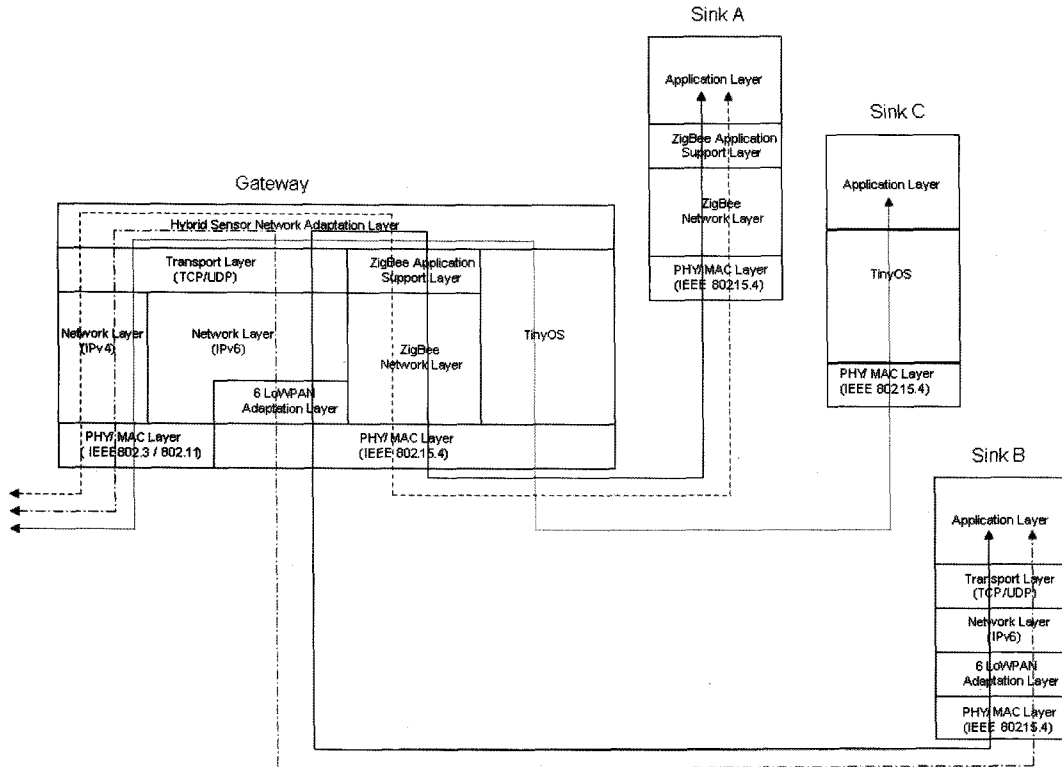 Sink A
Application Layer
ZigBee Application
Support Layer
ZigBee
Network Layer
PHY/MAC Layer
(IEEE 80215.4)
Sink C
Application Layer
TinyOS
PHY/ MAC Layer
(IEEE 80215.4)
Gateway
Hybrid Sensor Network Adaptation Layer
Transport Layer
(TCP/UDP)
ZigBee Application
Support Layer
Network Layer
(IPv4)
Network Layer
(IPv6)
ZigBee
Network Layer
TinyOS
6 LoWPAN
Adaptation Layer
PHY/ MAC Layer
( IEEE802.3 / 802.11)
PHY/MAC Layer
(IEEE 802.15.4)
Sink B
Application Layer
Transport Layer
(TCP/UDP)
Network Layer
(IPv6)
6 LoWPAN
Adaptation Layer
PHY/ MAC Layer
(IEEE 80215.4)